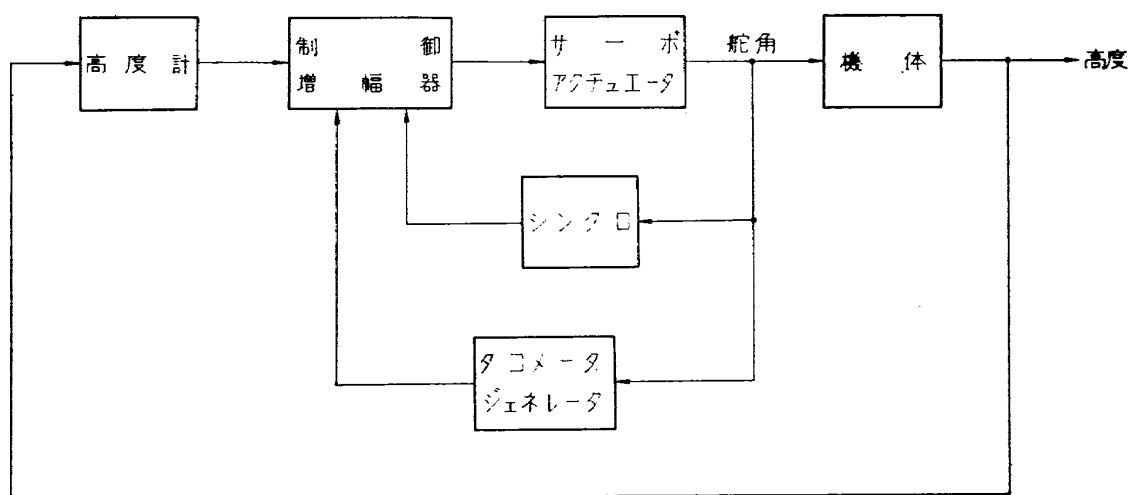 高度計
制御
増幅器
サーボ
アクチュエータ
舵角
機体
高度
シンクロ
タコメータ
ジェネレータ